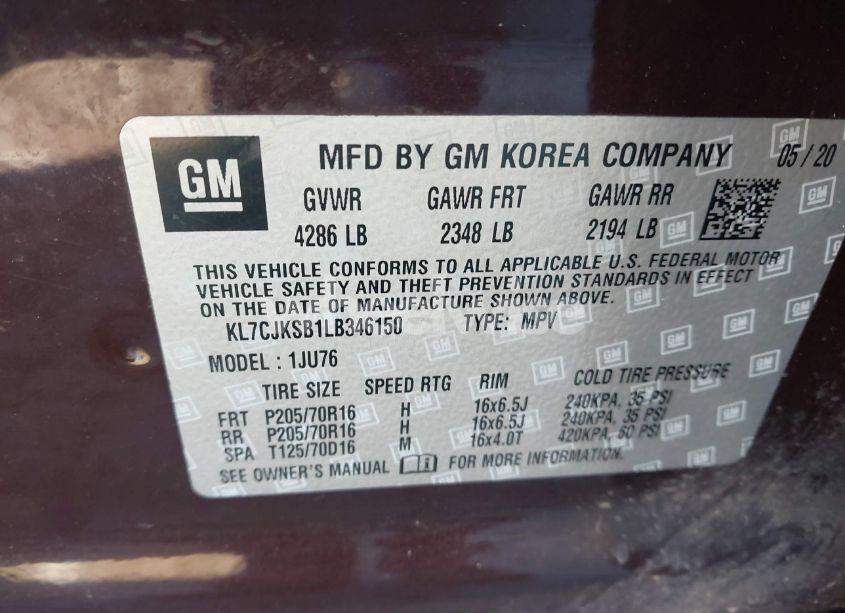 GM MFD BY GM KOREA COMPANY 05/20
GVWR GAWR FRT GAWR RR
4286 LB 2348 LB 2194 LB
THIS VEHICLE CONFORMS TO ALL APPLICABLE U.S. FEDERAL MOTOR
VEHICLE SAFETY AND THEFT PREVENTION STANDARDS IN EFFECT
ON THE DATE OF MANUFACTURE SHOWN ABOVE.
KL7CJKSB1LB346150 TYPE: MPV
MODEL : 1JU76
TIRE SIZE SPEED RTG RIM COLD TIRE PRESSURE
FRT P205/70R16 H 16x6.5J 240KPA, 35 PSI
RR P205/70R16 H 16x6.5J 240KPA, 35 PSI
SPA T125/70D16 M 16x4.0T 420KPA, 60 PSI
SEE OWNER'S MANUAL FOR MORE INFORMATION.